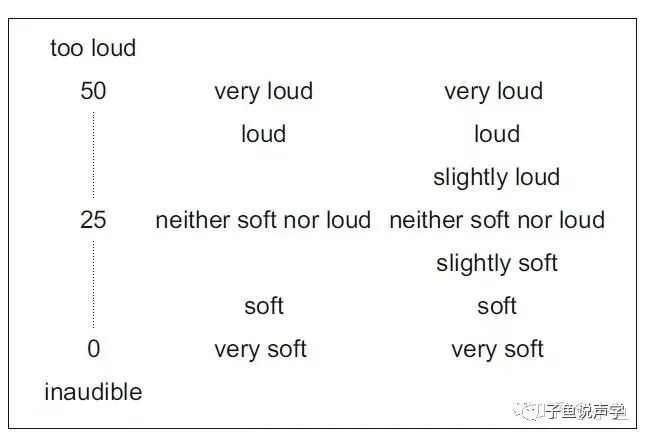 too loud
50 very loud very loud
loud loud
slightly loud
25 neither soft nor loud neither soft nor loud
slightly soft
soft soft
0 very soft very soft
inaudible
子鱼说声学